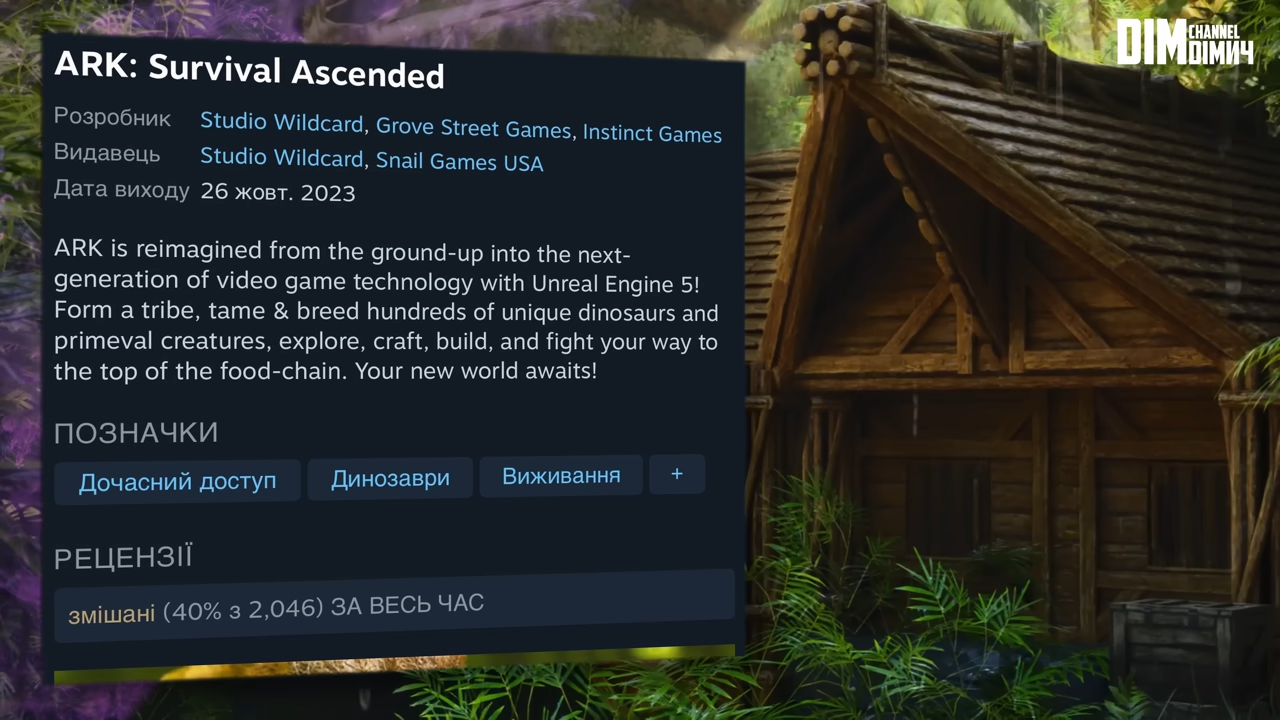 DIM CHANNEL
DIMИЧ
ARK: Survival Ascended
Розробник Studio Wildcard, Grove Street Games, Instinct Games
Видавець Studio Wildcard, Snail Games USA
Дата виходу 26 жовт. 2023
ARK is reimagined from the ground-up into the next-
generation of video game technology with Unreal Engine 5!
Form a tribe, tame & breed hundreds of unique dinosaurs and
primeval creatures, explore, craft, build, and fight your way to
the top of the food-chain. Your new world awaits!
ПОЗНАЧКИ
Дочасний доступ Динозаври Виживання +
РЕЦЕНЗІЇ
змішані (40% з 2,046) ЗА ВЕСЬ ЧАС